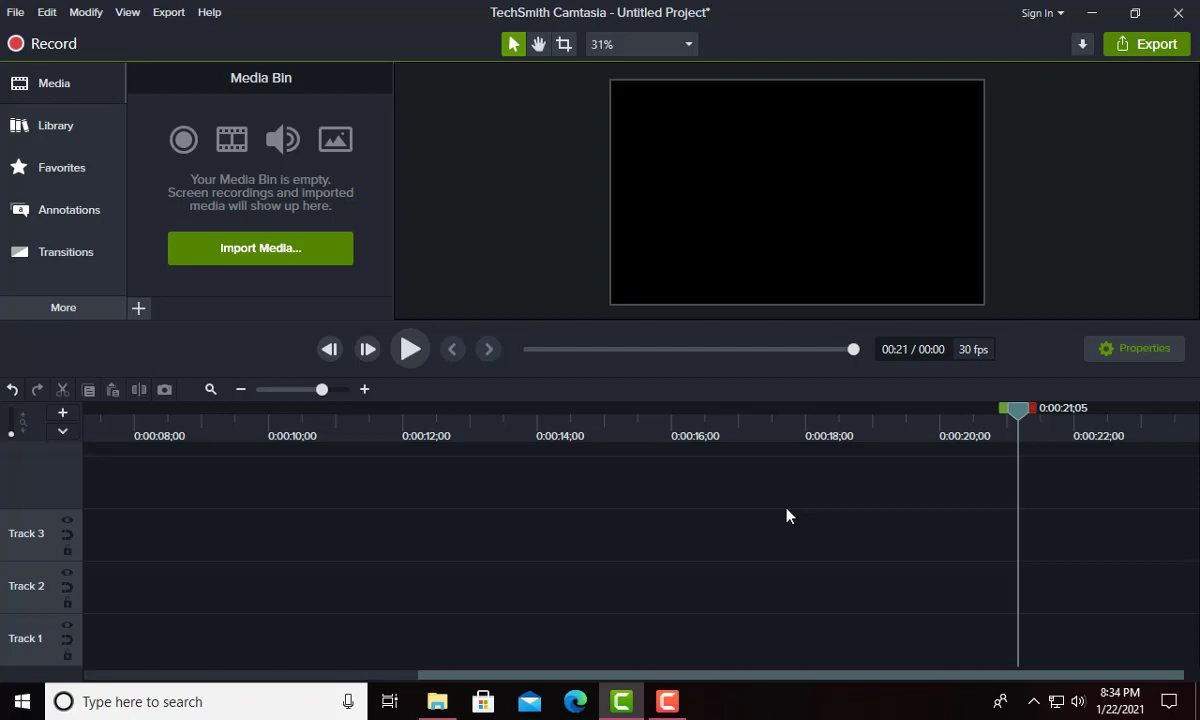 File Edit Modify View Export Help
TechSmith Camtasia - Untitled Project*
Sign In
Record
31%
Export
Media
Library
Favorites
Annotations
Transitions
More
Media Bin
Your Media Bin is empty.
Screen recordings and imported
media will show up here.
Import Media...
00:21 / 00:00
30 fps
Properties
0:00:21;05
0:00:08;00 0:00:10;00 0:00:12;00 0:00:14;00 0:00:16;00 0:00:18;00 0:00:20;00 0:00:22;00
Track 3
Track 2
Track 1
Type here to search
8:34 PM
1/22/2021